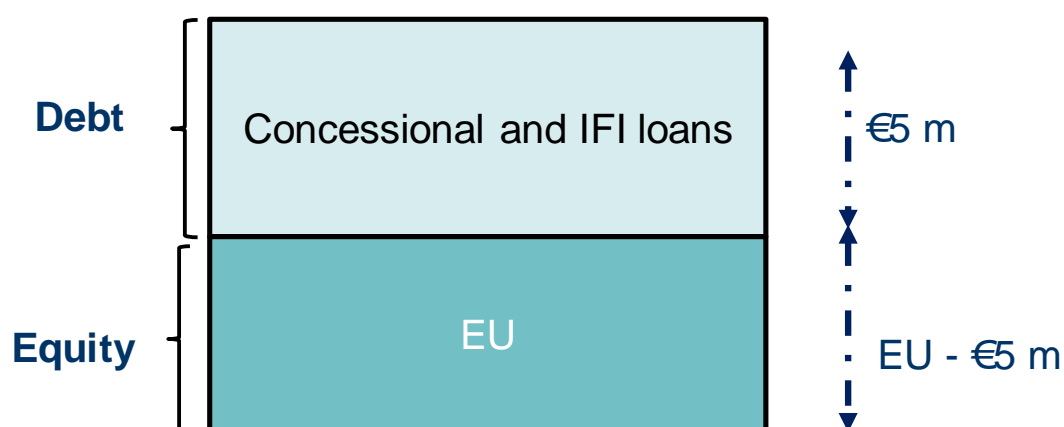 Debt
Concessional and IFI loans
€5 m
Equity
EU
EU - €5 m